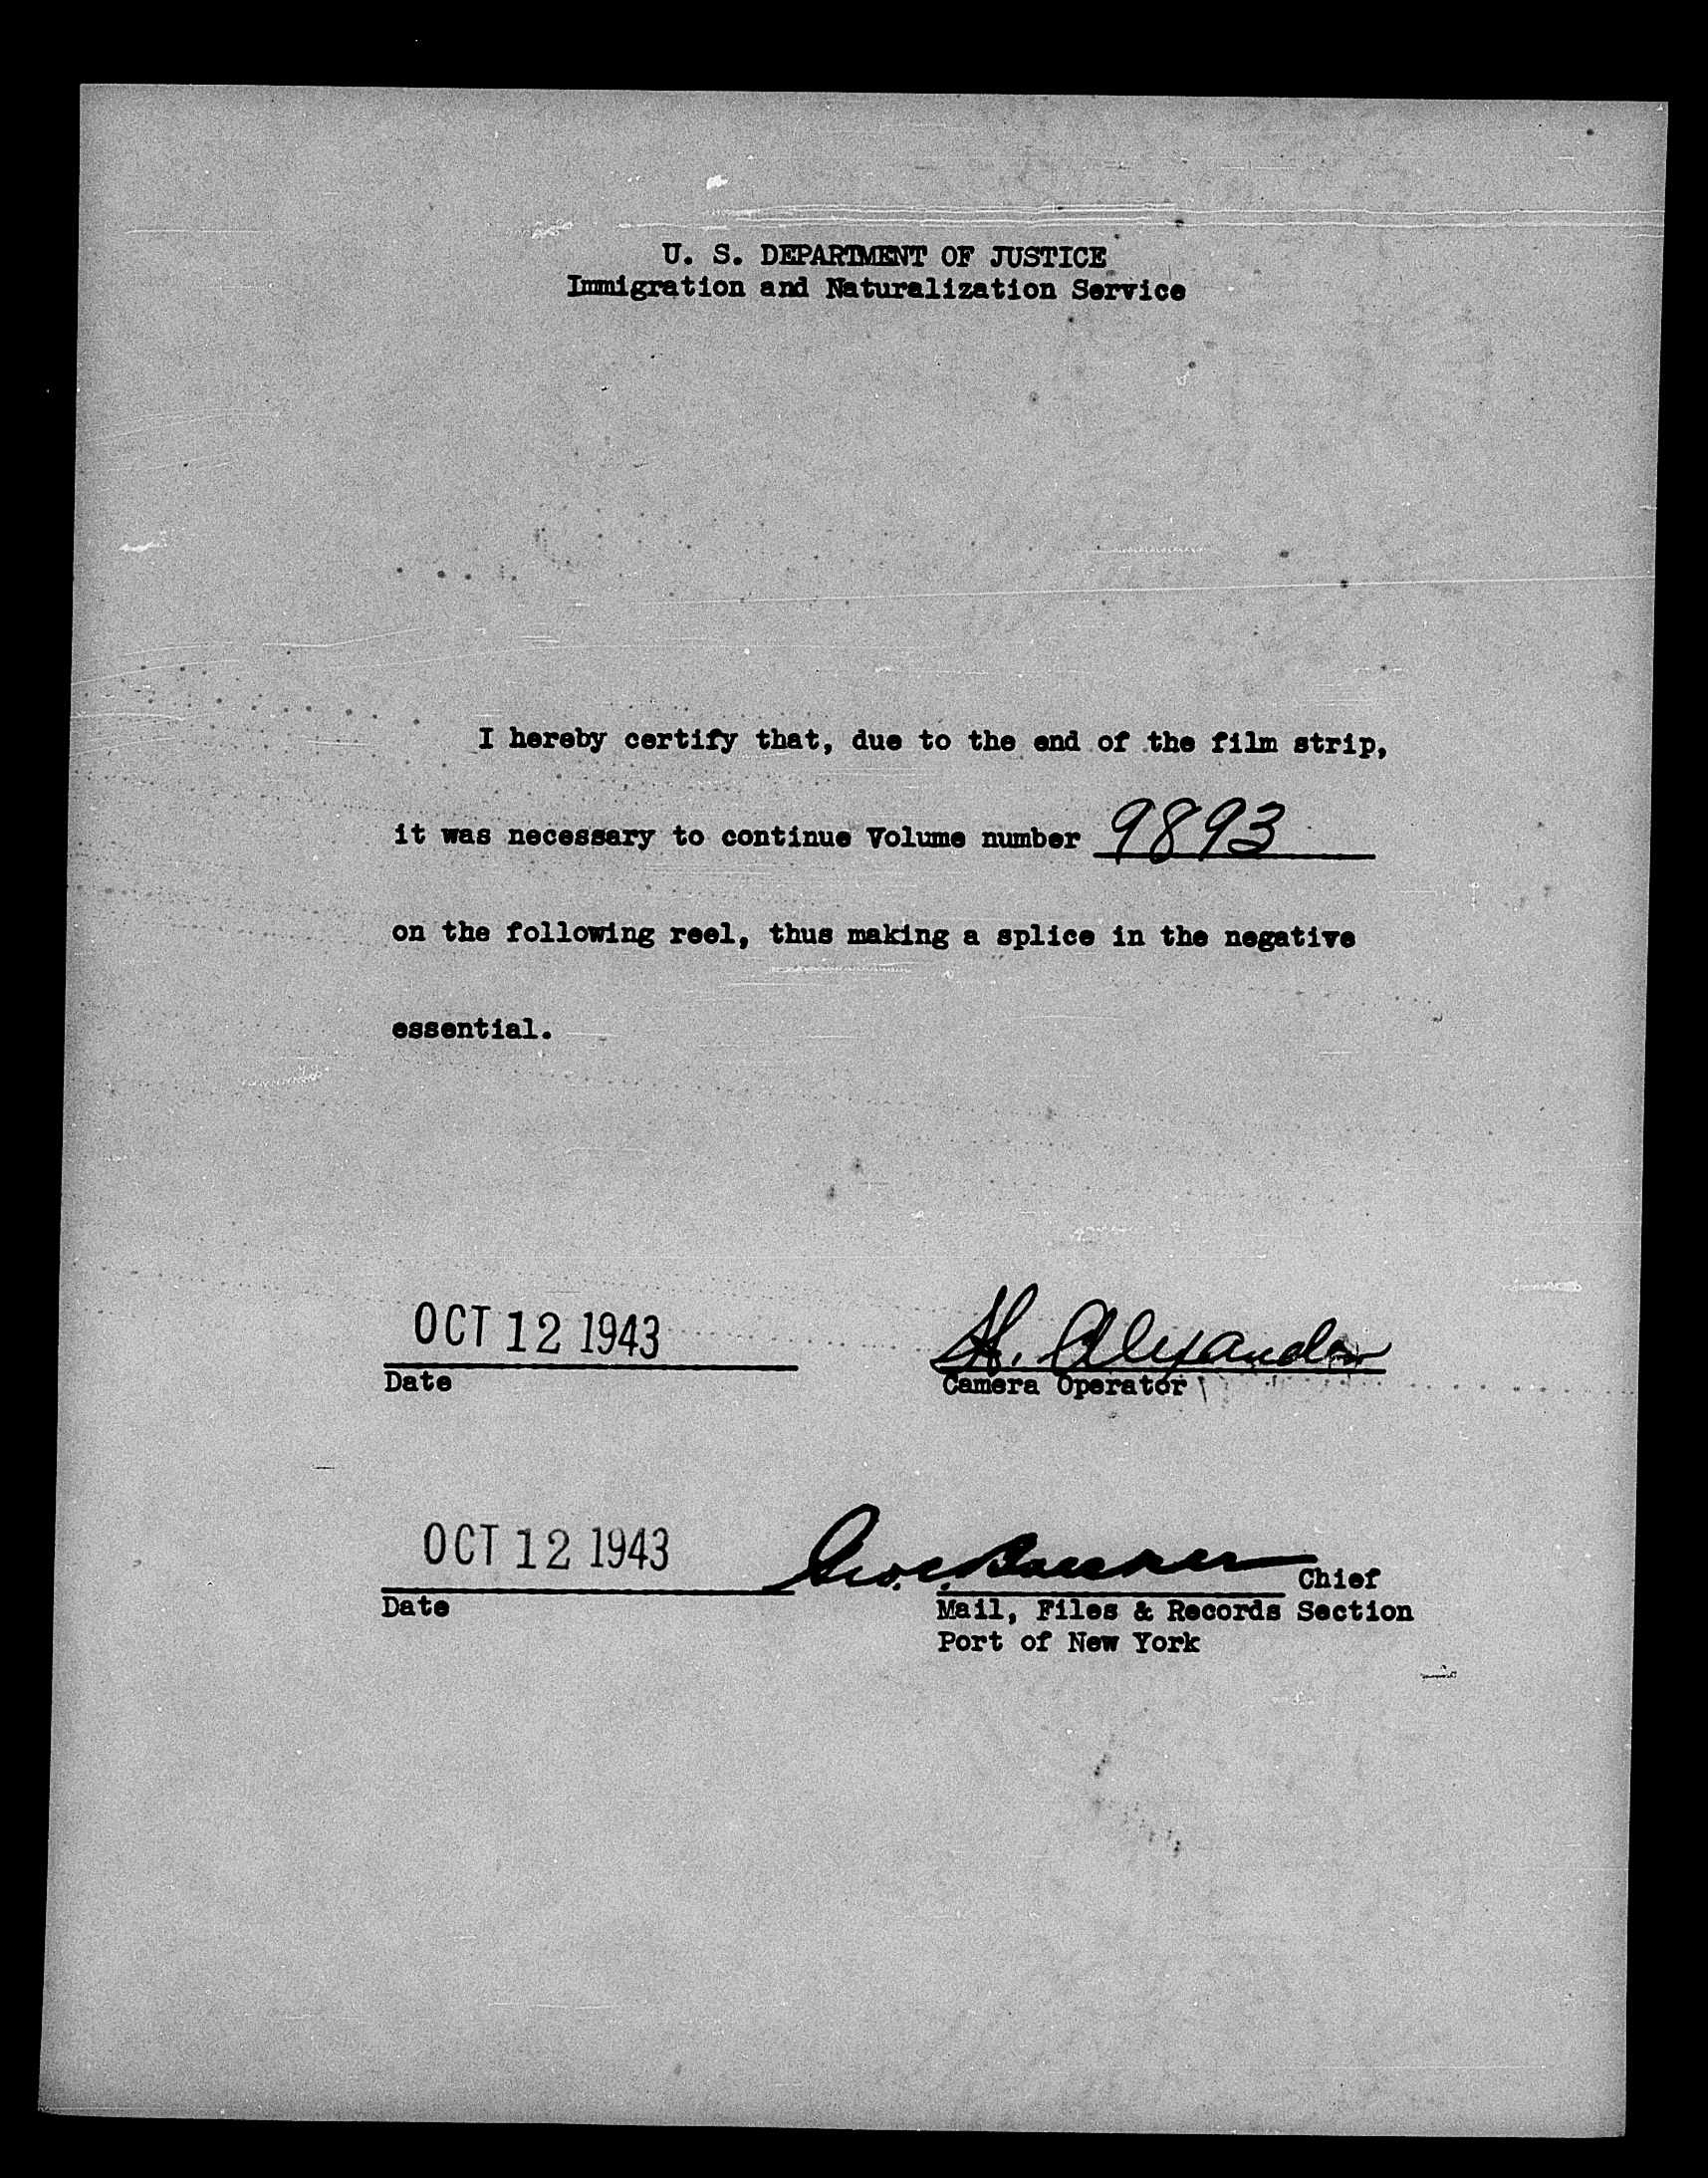 U. S. DEPARTMENT OF JUSTICE
Immigration and Naturalization Service
I hereby certify that, due to the end of the film strip,
it was necessary to continue Volume number 9893
on the following reel, thus making a splice in the negative
essential.
OCT 12 1943 H. Alexander
Date Camera Operator
OCT 12 1943 Geo. C. Chief
Date Mail, Files & Records Section
Port of New York